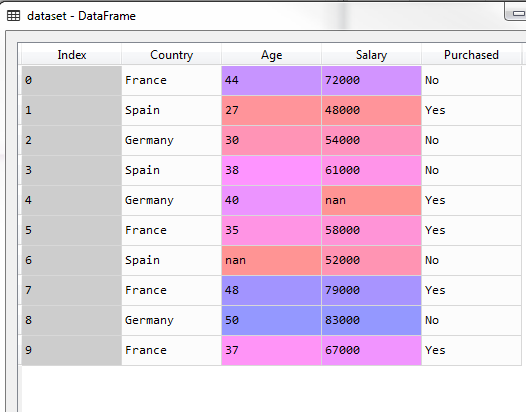 dataset - DataFrame
Index Country Age Salary Purchased
0 France 44 72000 No
1 Spain 27 48000 Yes
2 Germany 30 54000 No
3 Spain 38 61000 No
4 Germany 40 nan Yes
5 France 35 58000 Yes
6 Spain nan 52000 No
7 France 48 79000 Yes
8 Germany 50 83000 No
9 France 37 67000 Yes